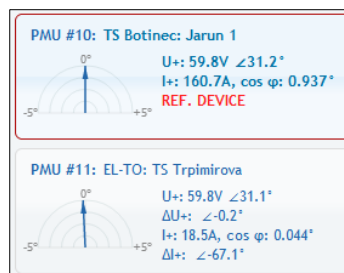 PMU #10: TS Botinec: Jarun 1
0°
-5°
+5°
U+: 59.8V ∠31.2°
I+: 160.7A, cos φ: 0.937°
REF. DEVICE
PMU #11: EL-TO: TS Trpimirova
0°
-5°
+5°
U+: 59.8V ∠31.1°
ΔU+: ∠-0.2°
I+: 18.5A, cos φ: 0.044°
ΔI+: ∠-67.1°